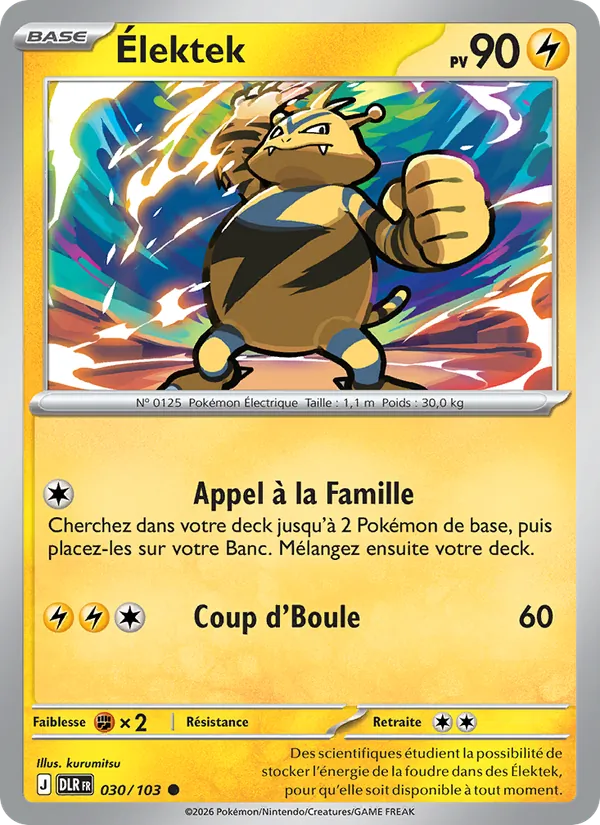 BASE
Élektek
PV 90
Nº 0125 Pokémon Électrique Taille : 1,1 m Poids : 30,0 kg
Appel à la Famille
Cherchez dans votre deck jusqu'à 2 Pokémon de base, puis
placez-les sur votre Banc. Mélangez ensuite votre deck.
Coup d'Boule 60
Faiblesse ×2 Résistance Retraite
Illus. kurumitsu
J DLR FR 030/103
Des scientifiques étudient la possibilité de
stocker l'énergie de la foudre dans des Élektek,
pour qu'elle soit disponible à tout moment.
©2026 Pokémon/Nintendo/Creatures/GAME FREAK